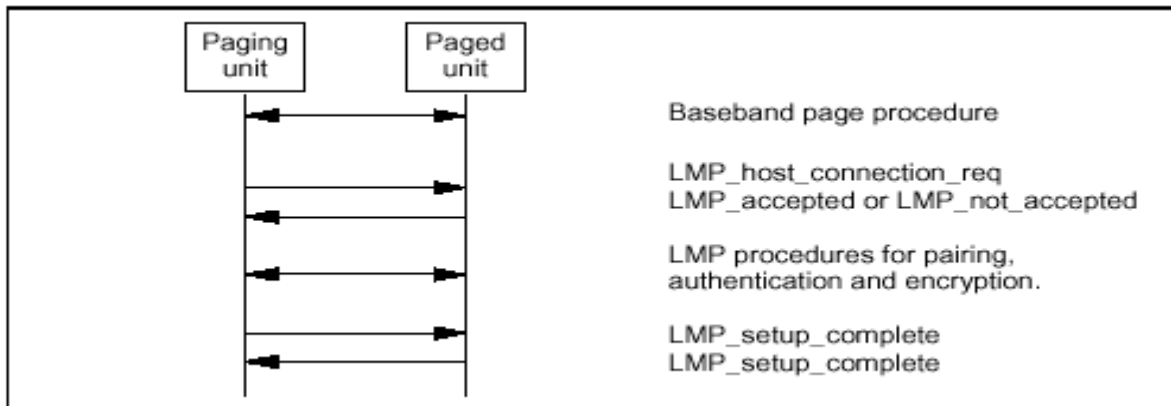 Paging
unit
Paged
unit
Baseband page procedure
LMP_host_connection_req
LMP_accepted or LMP_not_accepted
LMP procedures for pairing,
authentication and encryption.
LMP_setup_complete
LMP_setup_complete